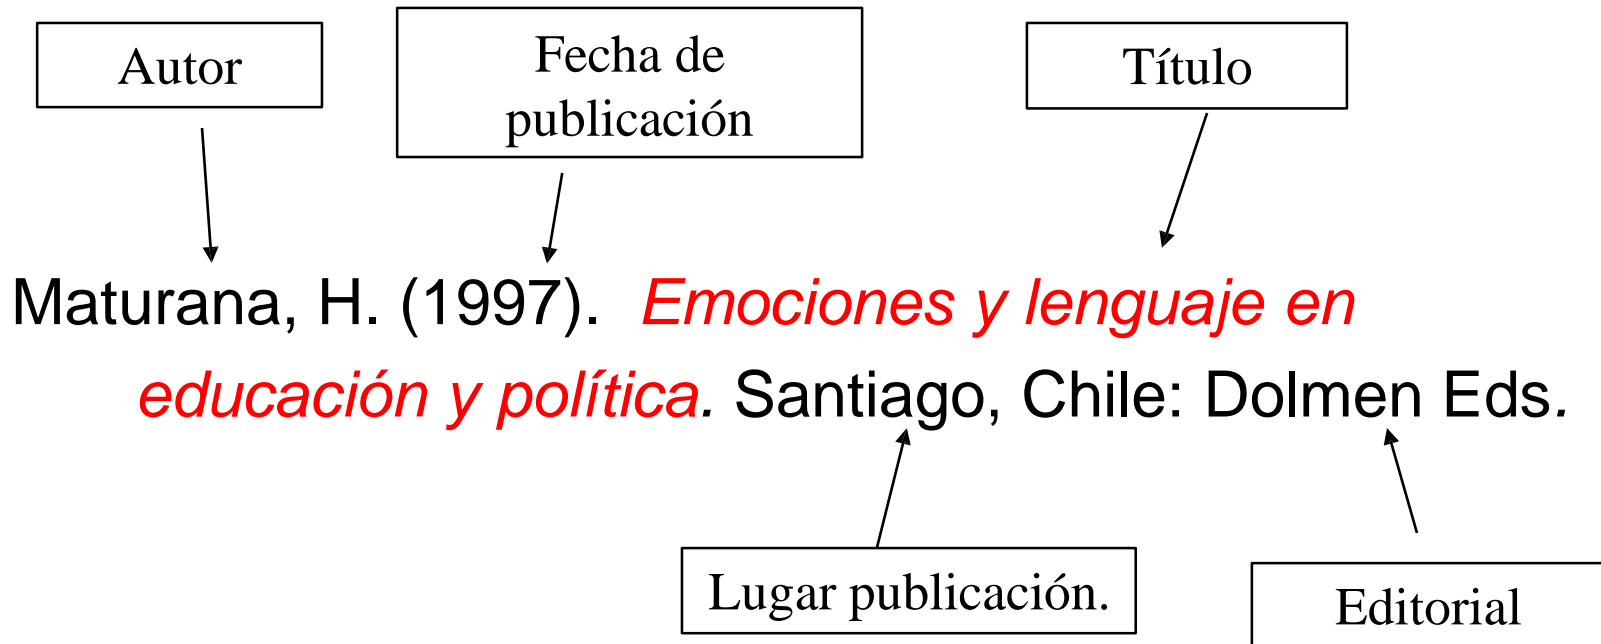 Autor
Fecha de
publicación
Título
Maturana, H. (1997). Emociones y lenguaje en
educación y política. Santiago, Chile: Dolmen Eds.
Lugar publicación.
Editorial